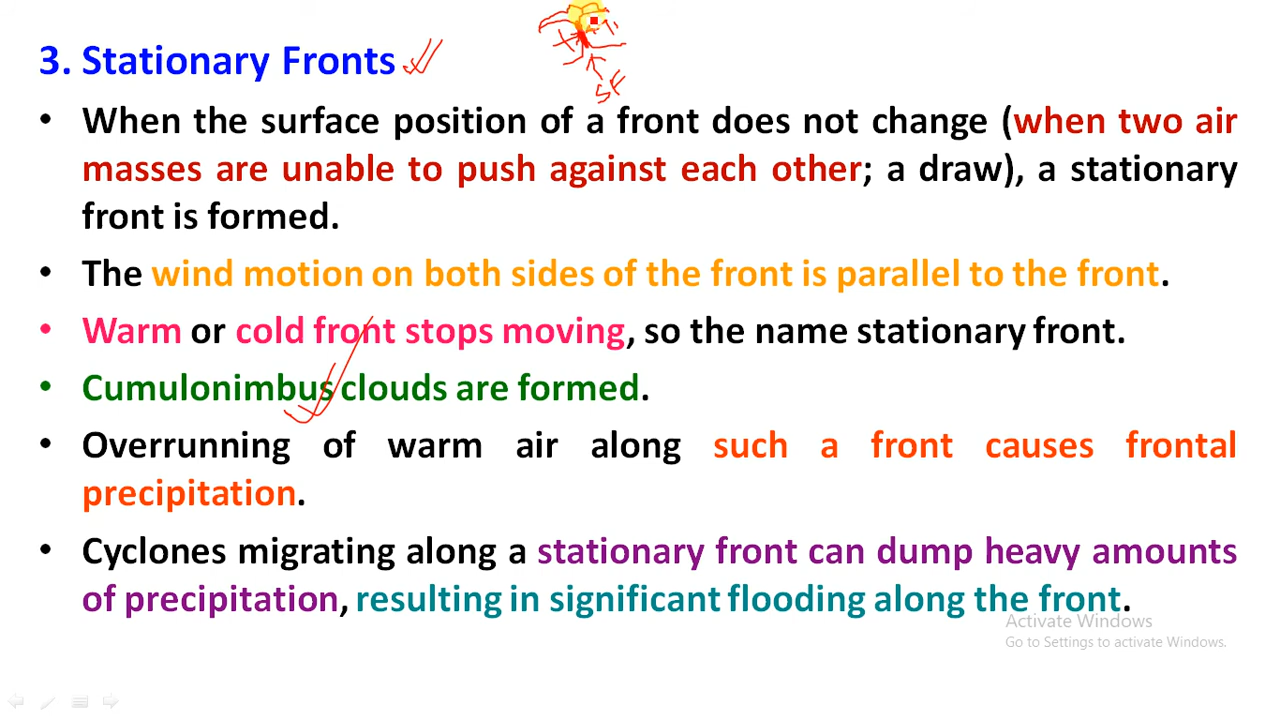 3. Stationary Fronts
SF
• When the surface position of a front does not change (when two air
masses are unable to push against each other; a draw), a stationary
front is formed.
• The wind motion on both sides of the front is parallel to the front.
• Warm or cold front stops moving, so the name stationary front.
• Cumulonimbus clouds are formed.
• Overrunning of warm air along such a front causes frontal
precipitation.
• Cyclones migrating along a stationary front can dump heavy amounts
of precipitation, resulting in significant flooding along the front.
Activate Windows
Go to Settings to activate Windows.